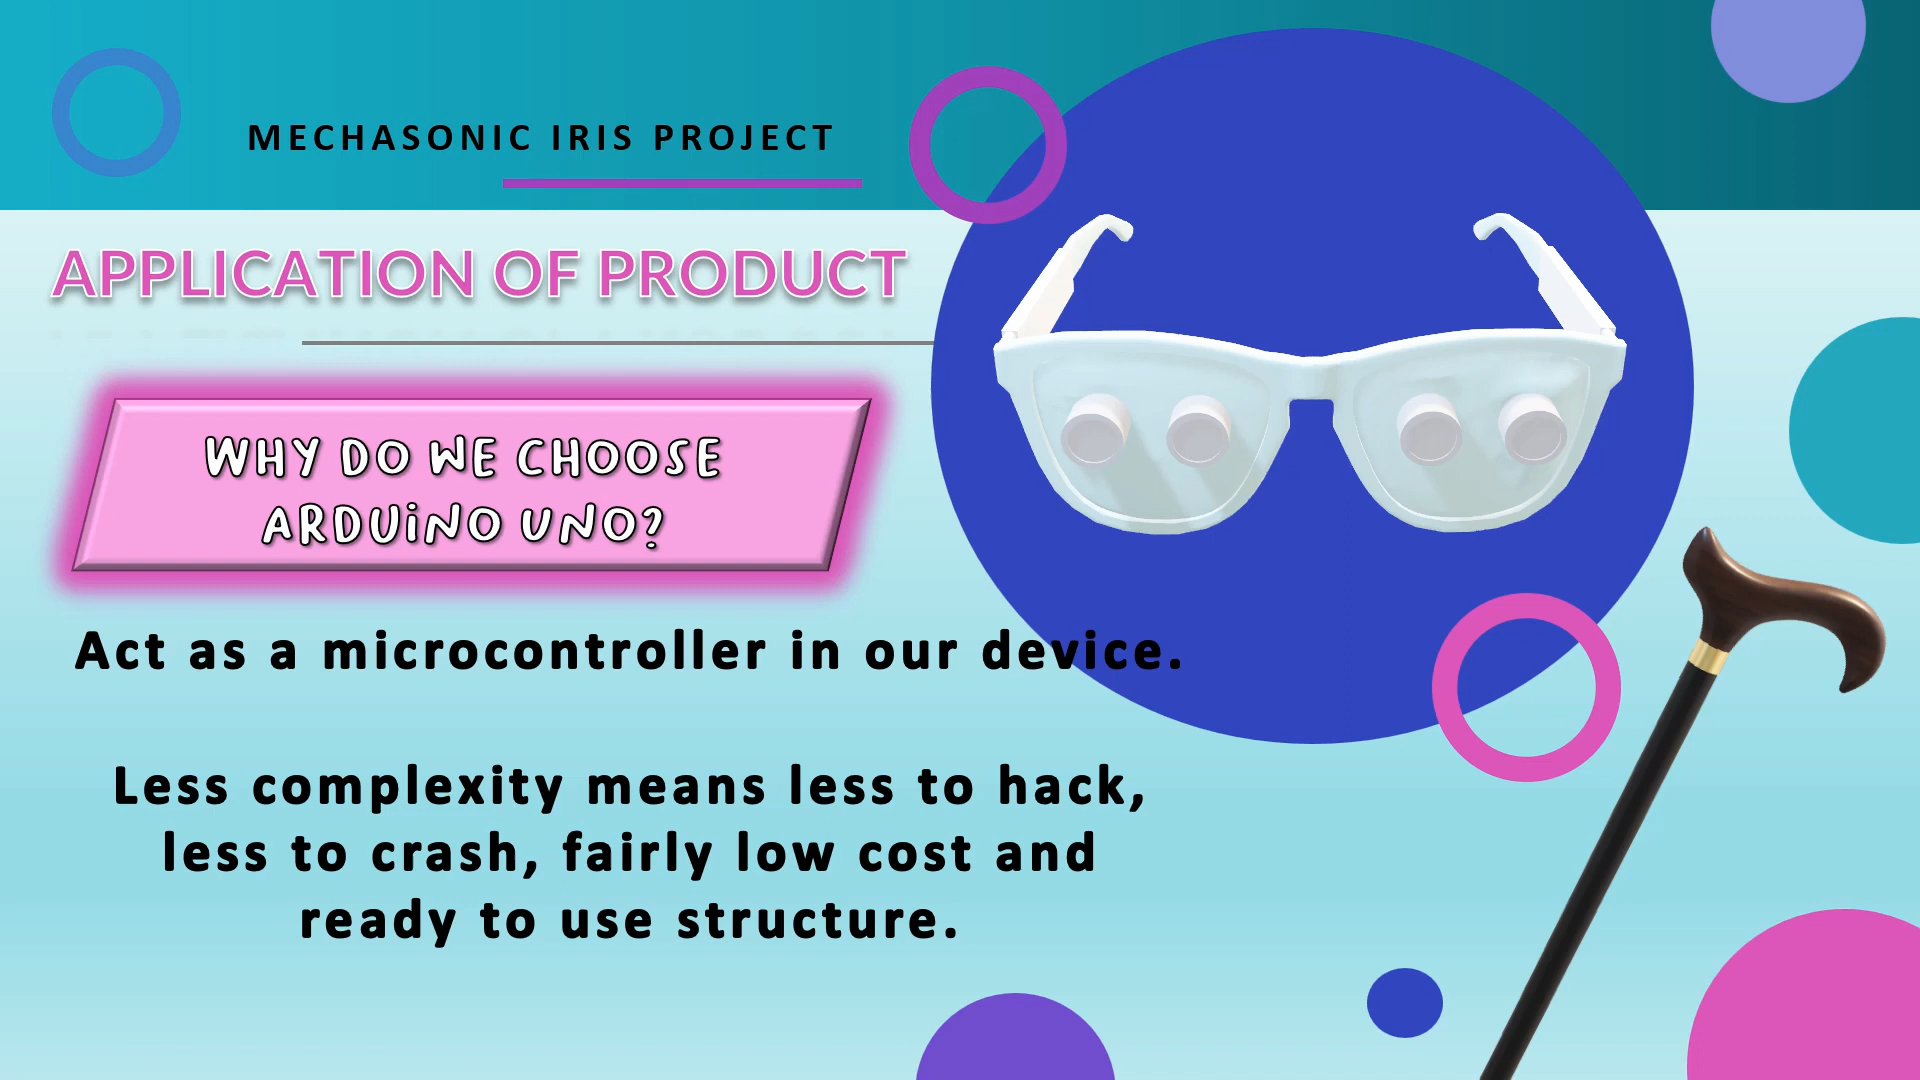 MECHASONIC IRIS PROJECT
APPLICATION OF PRODUCT
WHY DO WE CHOOSE
ARDUiNO UNO?
Act as a microcontroller in our device.
Less complexity means less to hack,
less to crash, fairly low cost and
ready to use structure.